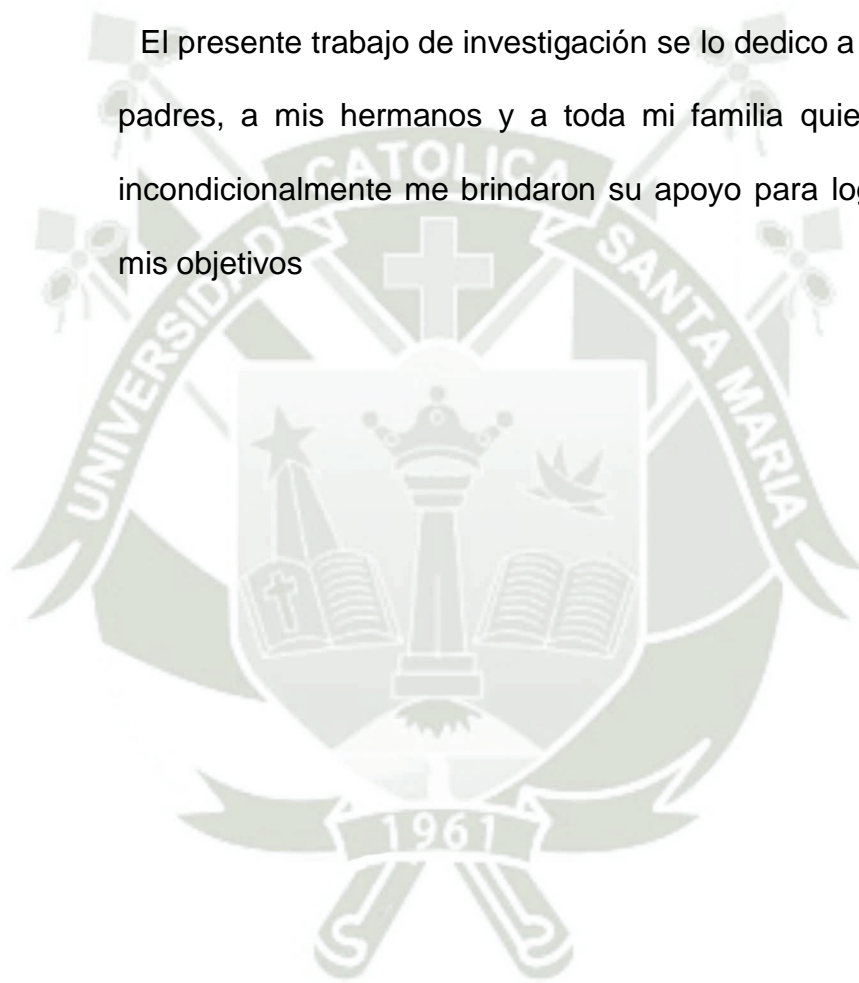 El presente trabajo de investigación se lo dedico a
padres, a mis hermanos y a toda mi familia quie
incondicionalmente me brindaron su apoyo para log
mis objetivos
UNIVERSIDAD CATOLICA SANTA MARIA
1961